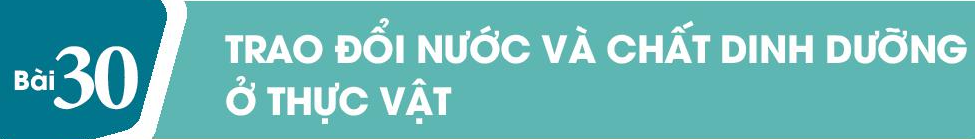 Bài 30
TRAO ĐỔI NƯỚC VÀ CHẤT DINH DƯỠNG
Ở THỰC VẬT